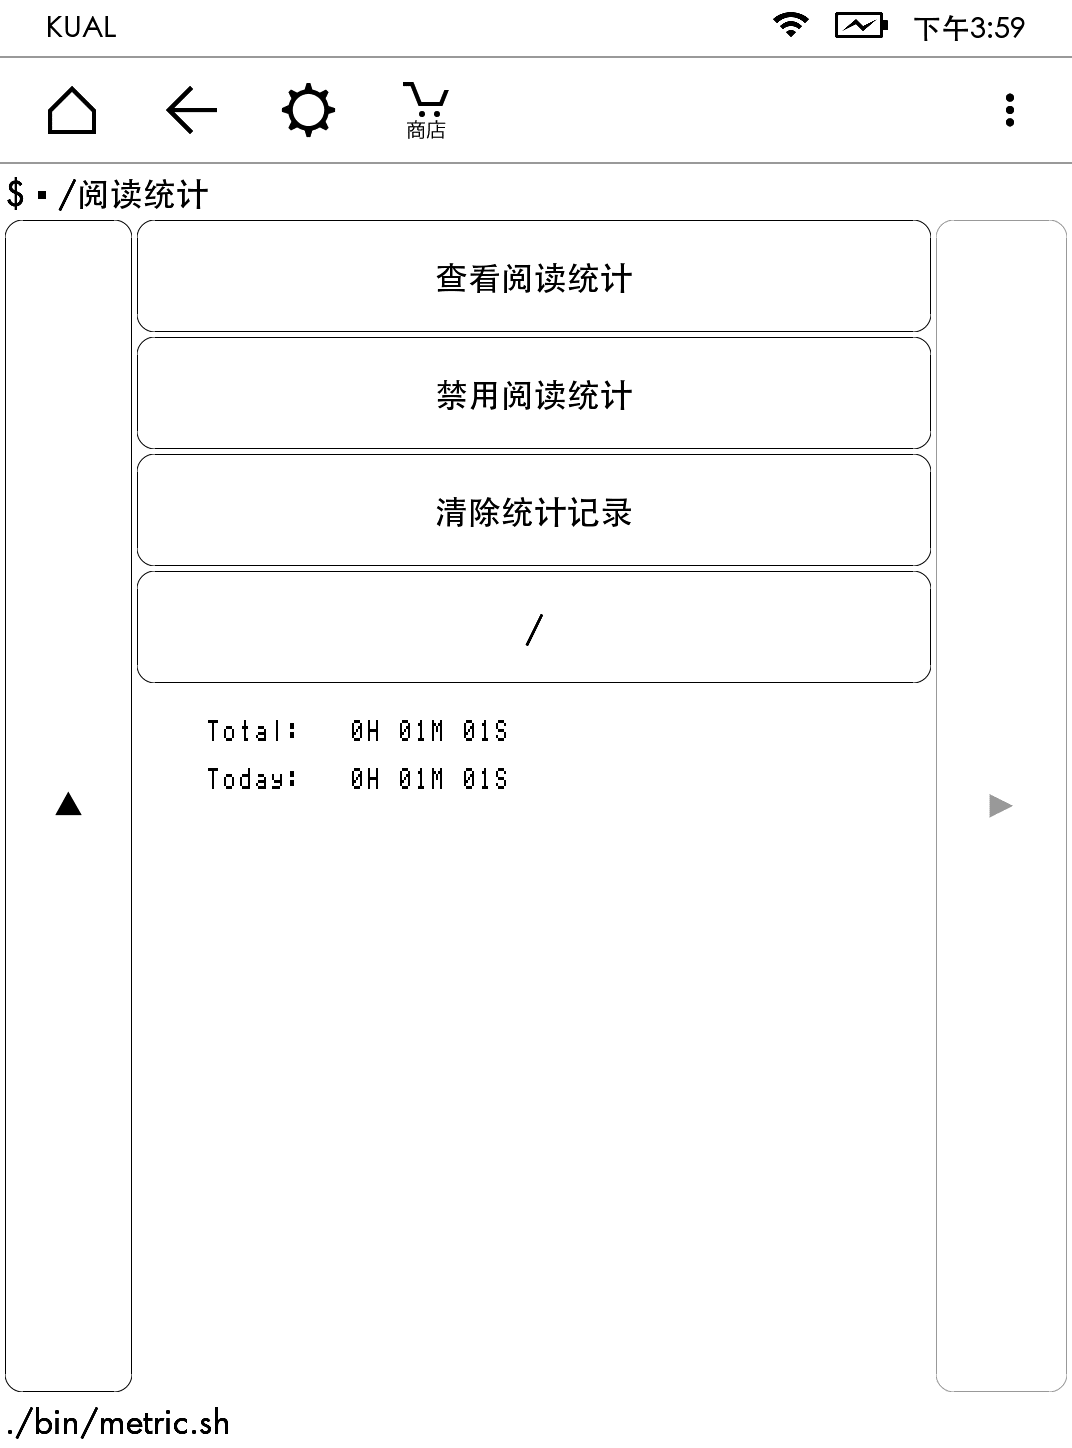 KUAL 下午3:59
商店
$ ▪ /阅读统计
查看阅读统计
禁用阅读统计
清除统计记录
/
Total: 0H 01M 01S
Today: 0H 01M 01S
./bin/metric.sh